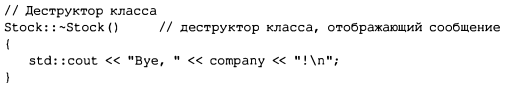 // Деструктор класса
Stock::~Stock()     // деструктор класса, отображающий сообщение
{
   std::cout << "Bye, " << company << "!\n";
}